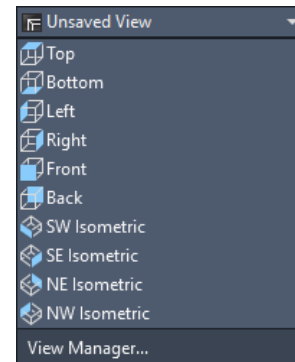 Unsaved View
Top
Bottom
Left
Right
Front
Back
SW Isometric
SE Isometric
NE Isometric
NW Isometric
View Manager...